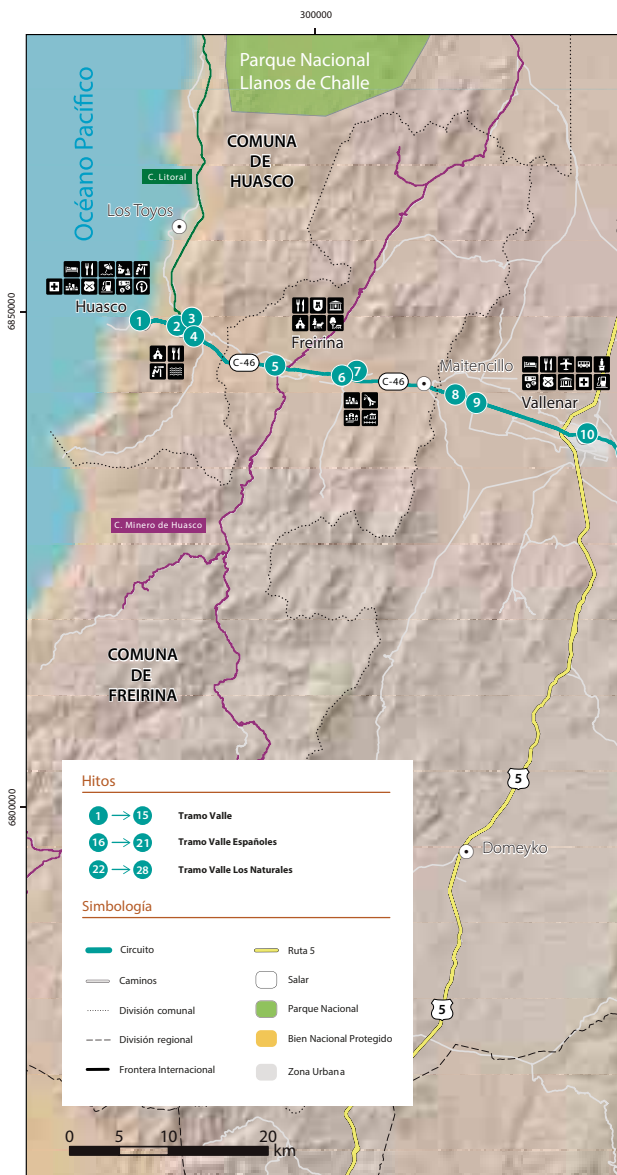 300000
Parque Nacional
Llanos de Challe
Océano Pacífico
COMUNA
DE
HUASCO
C. Litoral
Los Toyos
6850000
Huasco
1
2
3
4
Freirina
C-46
5
6
7
C-46
Maitencillo
8
9
Vallenar
10
C. Minero de Huasco
COMUNA
DE
FREIRINA
6800000
5
Domeyko
5
Hitos
1 → 15 Tramo Valle
16 → 21 Tramo Valle Españoles
22 → 28 Tramo Valle Los Naturales
Simbología
Circuito
Caminos
División comunal
División regional
Frontera Internacional
Ruta 5
Salar
Parque Nacional
Bien Nacional Protegido
Zona Urbana
0 5 10 20
km